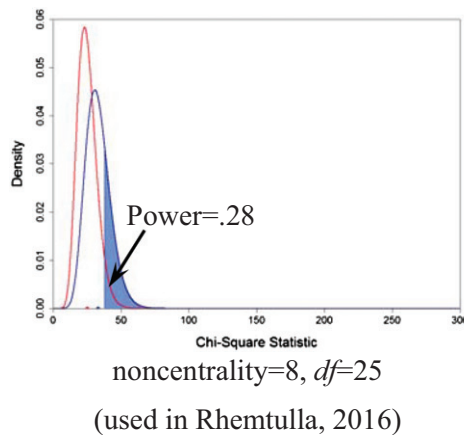 0.06
0.05
0.04
0.03
0.02
0.01
0.00
Density
Power=.28
0 50 100 150 200 250 300
Chi-Square Statistic
noncentrality=8, df=25
(used in Rhemtulla, 2016)